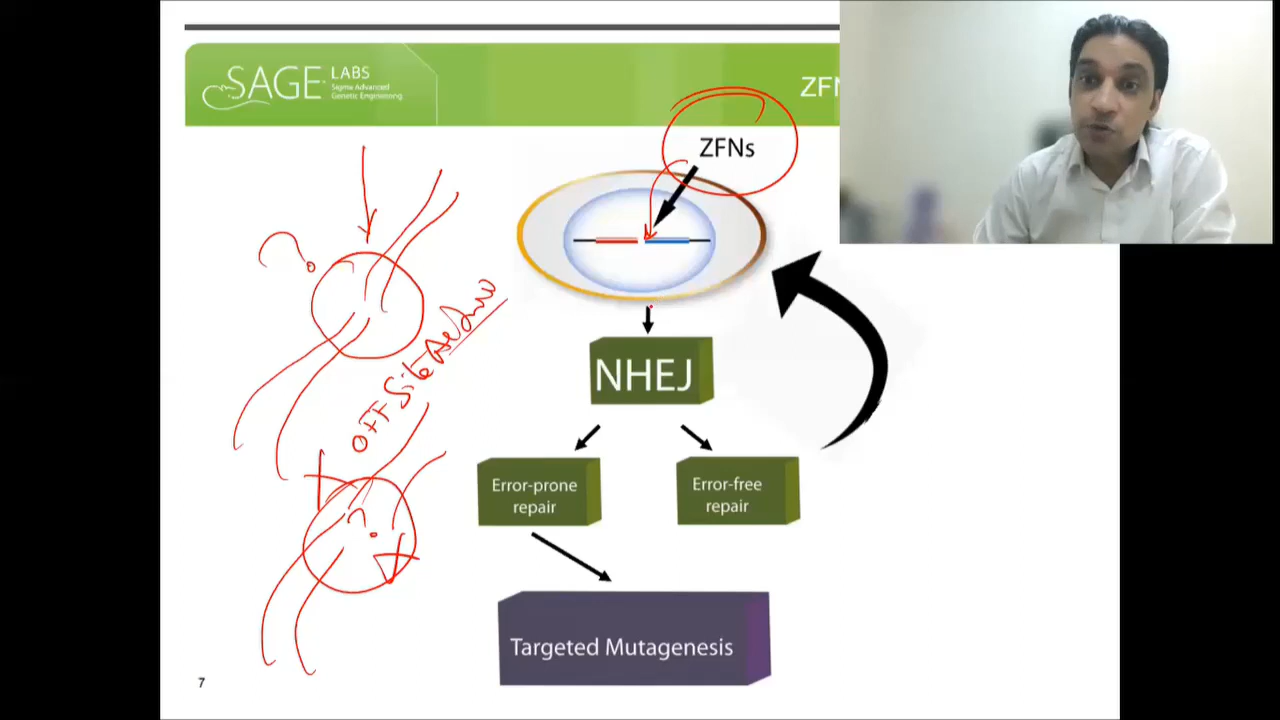 SAGE LABS
Sigma Advanced
Genetic Engineering
ZFN
ZFNs
?
OFF Site
NHEJ
Error-prone
repair
Error-free
repair
?
Targeted Mutagenesis
7